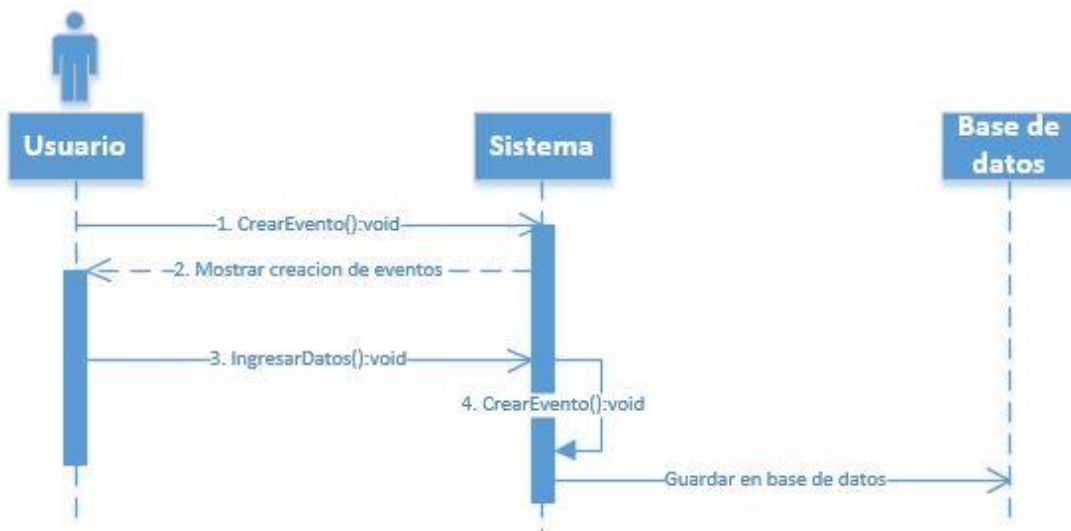 Usuario
Sistema
Base de
datos
1. CrearEvento():void
2. Mostrar creacion de eventos
3. IngresarDatos():void
4. CrearEvento():void
Guardar en base de datos